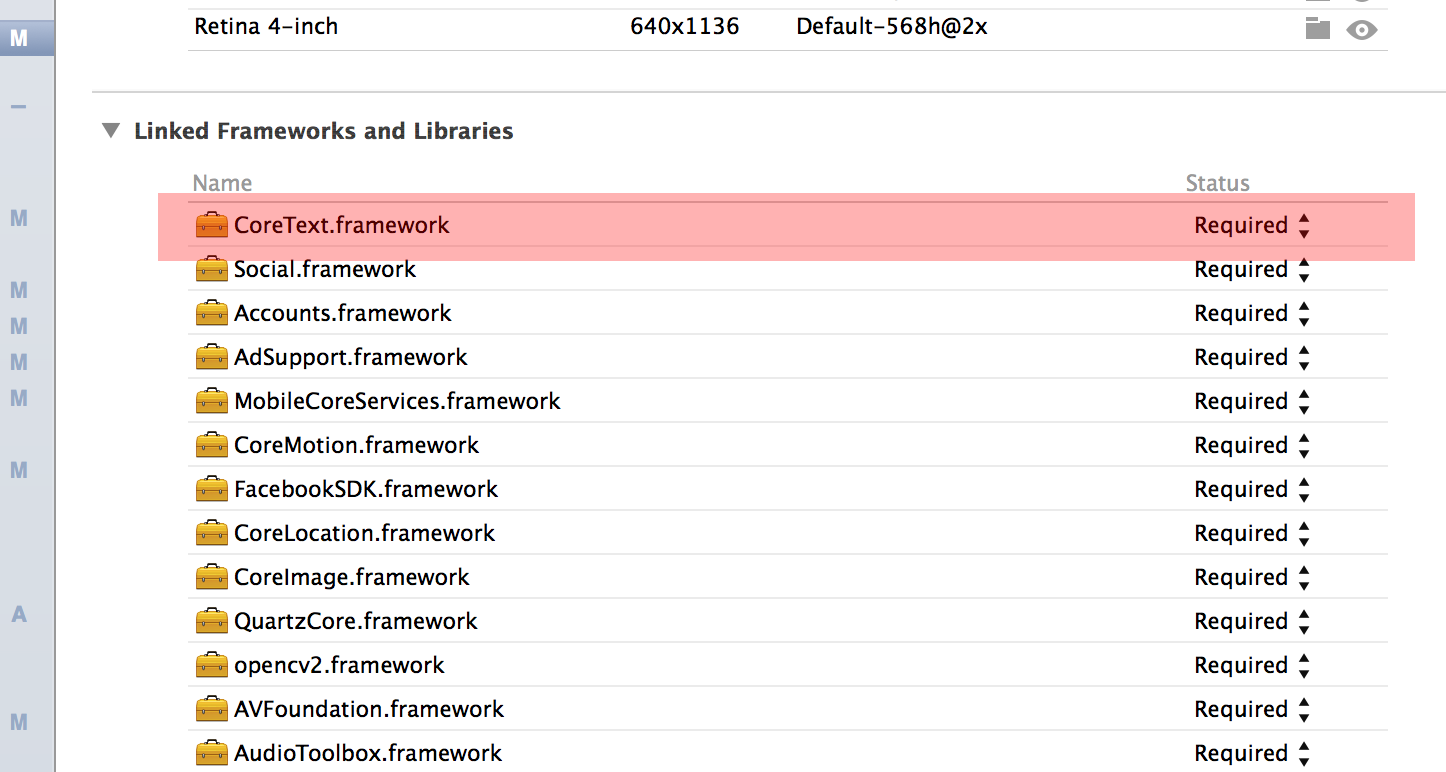 Retina 4-inch 640x1136 Default-568h@2x
M
–
Linked Frameworks and Libraries
Name Status
M CoreText.framework Required
Social.framework Required
M
Accounts.framework Required
M
AdSupport.framework Required
M
M MobileCoreServices.framework Required
CoreMotion.framework Required
M
FacebookSDK.framework Required
CoreLocation.framework Required
CoreImage.framework Required
A QuartzCore.framework Required
opencv2.framework Required
AVFoundation.framework Required
M
AudioToolbox.framework Required